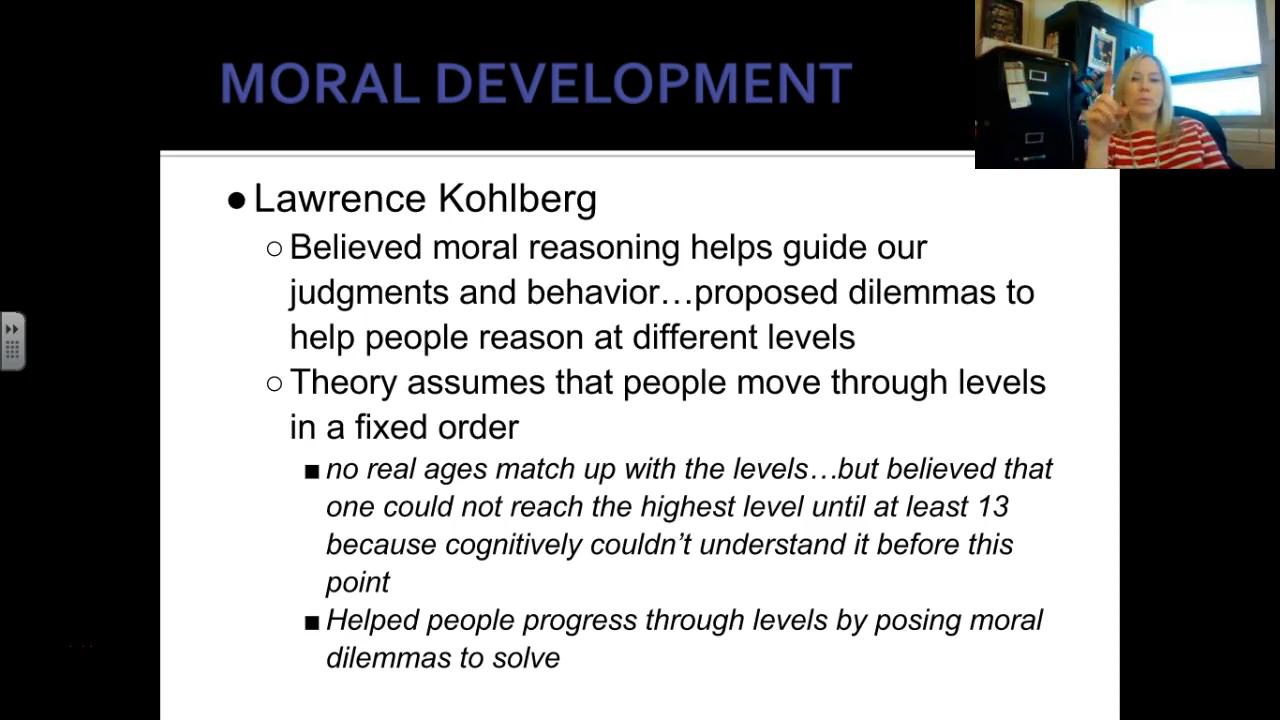 MORAL DEVELOPMENT
● Lawrence Kohlberg
○ Believed moral reasoning helps guide our
judgments and behavior…proposed dilemmas to
help people reason at different levels
○ Theory assumes that people move through levels
in a fixed order
■ no real ages match up with the levels…but believed that
one could not reach the highest level until at least 13
because cognitively couldn’t understand it before this
point
■ Helped people progress through levels by posing moral
dilemmas to solve